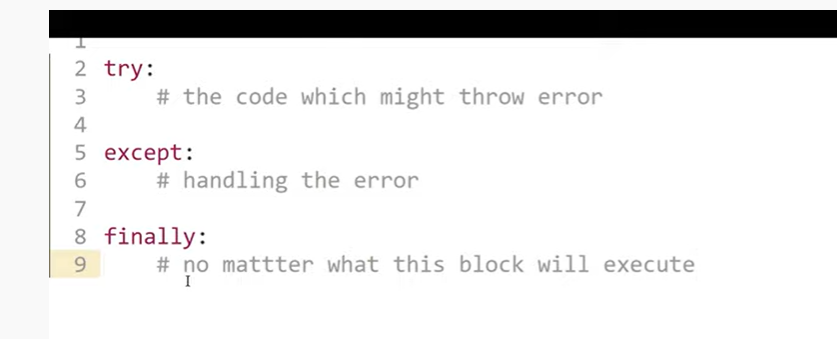 1
2 try:
3 # the code which might throw error
4
5 except:
6 # handling the error
7
8 finally:
9 # no mattter what this block will execute